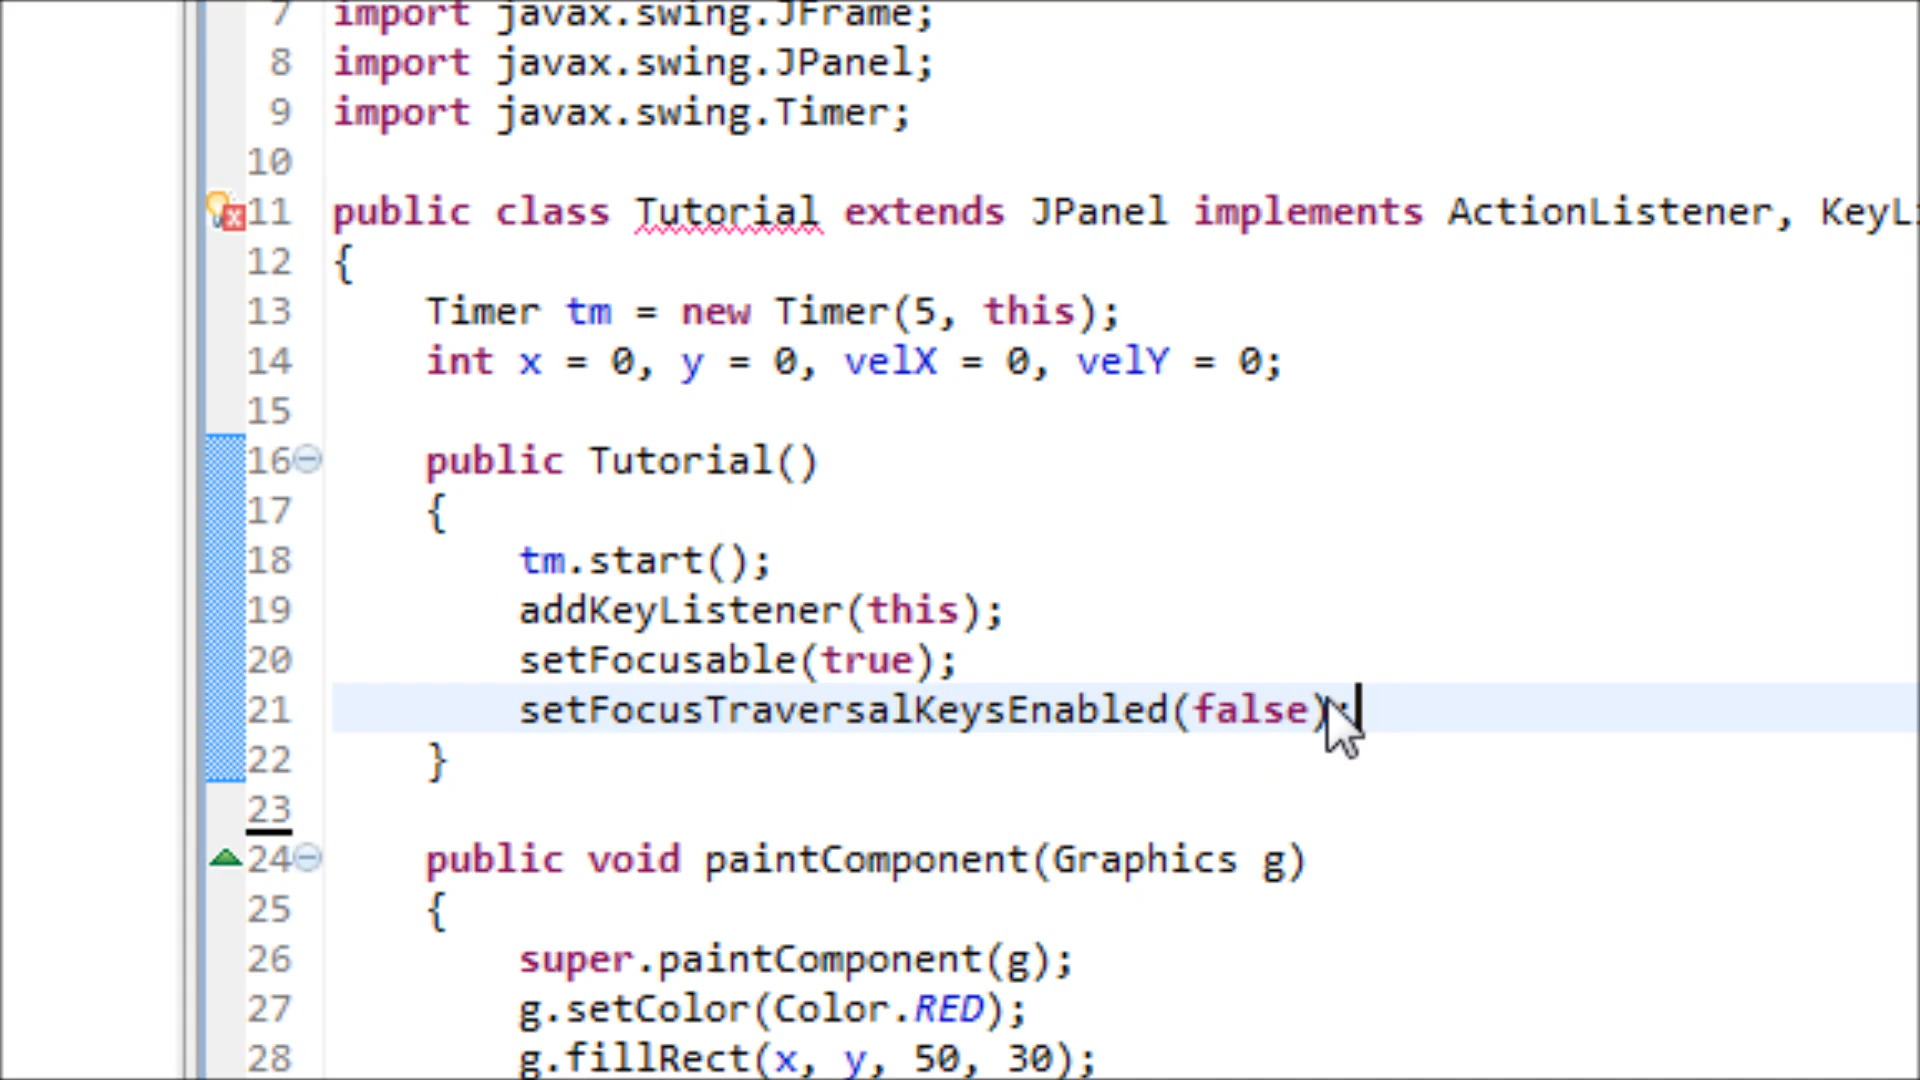 7 import javax.swing.JFrame;
8 import javax.swing.JPanel;
9 import javax.swing.Timer;
10
11 public class Tutorial extends JPanel implements ActionListener,
12 {
13 Timer tm = new Timer(5, this);
14 int x = 0, y = 0, velX = 0, velY = 0;
15
16 public Tutorial()
17 {
18 tm.start();
19 addKeyListener(this);
20 setFocusable(true);
21 setFocusTraversalKeysEnabled(false);
22 }
23
24 public void paintComponent(Graphics g)
25 {
26 super.paintComponent(g);
27 g.setColor(Color.RED);
28 g.fillRect(x, y, 50, 30);